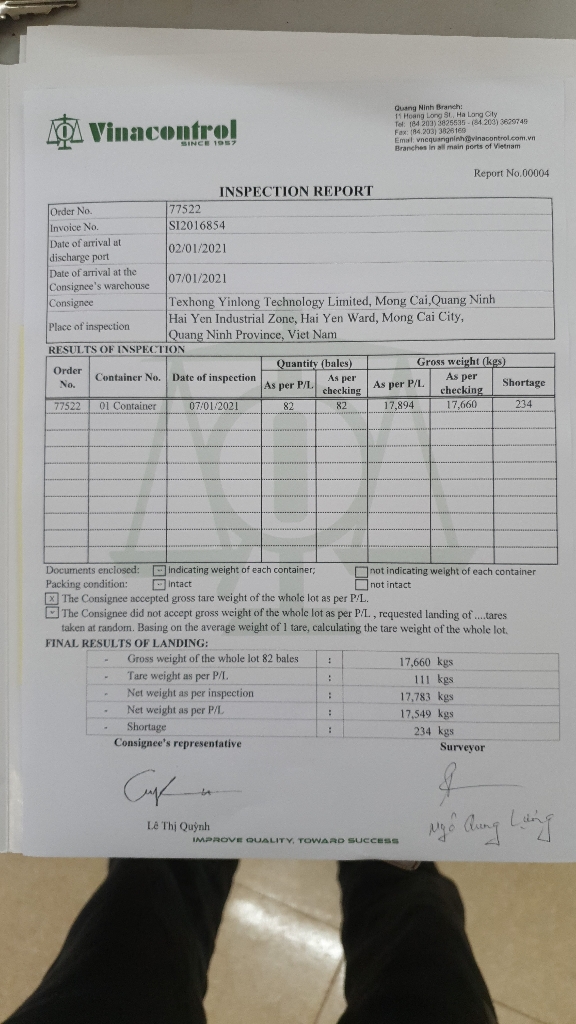 Vinacontrol
SINCE 1957
Quang Ninh Branch:
11 Hoang Long St., Ha Long City
Tel: (84.203) 3825535 - (84.203) 3629749
Fax: (84.203) 3826169
Email: vncquangninh@vinacontrol.com.vn
Branches in all main ports of Vietnam
Report No.00004
INSPECTION REPORT
Order No. 77522
Invoice No. SI2016854
Date of arrival at
discharge port 02/01/2021
Date of arrival at the
Consignee's warehouse 07/01/2021
Consignee Texhong Yinlong Technology Limited, Mong Cai,Quang Ninh
Place of inspection Hai Yen Industrial Zone, Hai Yen Ward, Mong Cai City,
Quang Ninh Province, Viet Nam
RESULTS OF INSPECTION
Order No. Container No. Date of inspection Quantity (bales) Gross weight (kgs)
As per P/L As per checking As per P/L As per checking Shortage
77522 01 Container 07/01/2021 82 82 17,894 17,660 234
Documents enclosed: - indicating weight of each container; not indicating weight of each container
Packing condition: - intact not intact
x The Consignee accepted gross tare weight of the whole lot as per P/L.
- The Consignee did not accept gross weight of the whole lot as per P/L , requested landing of ....tares
taken at random. Basing on the average weight of 1 tare, calculating the tare weight of the whole lot.
FINAL RESULTS OF LANDING:
- Gross weight of the whole lot 82 bales : 17,660 kgs
- Tare weight as per P/L : 111 kgs
- Net weight as per inspection : 17,783 kgs
- Net weight as per P/L : 17,549 kgs
- Shortage : 234 kgs
Consignee's representative Surveyor
Lê Thị Quỳnh
Ngô
IMPROVE QUALITY, TOWARD SUCCESS